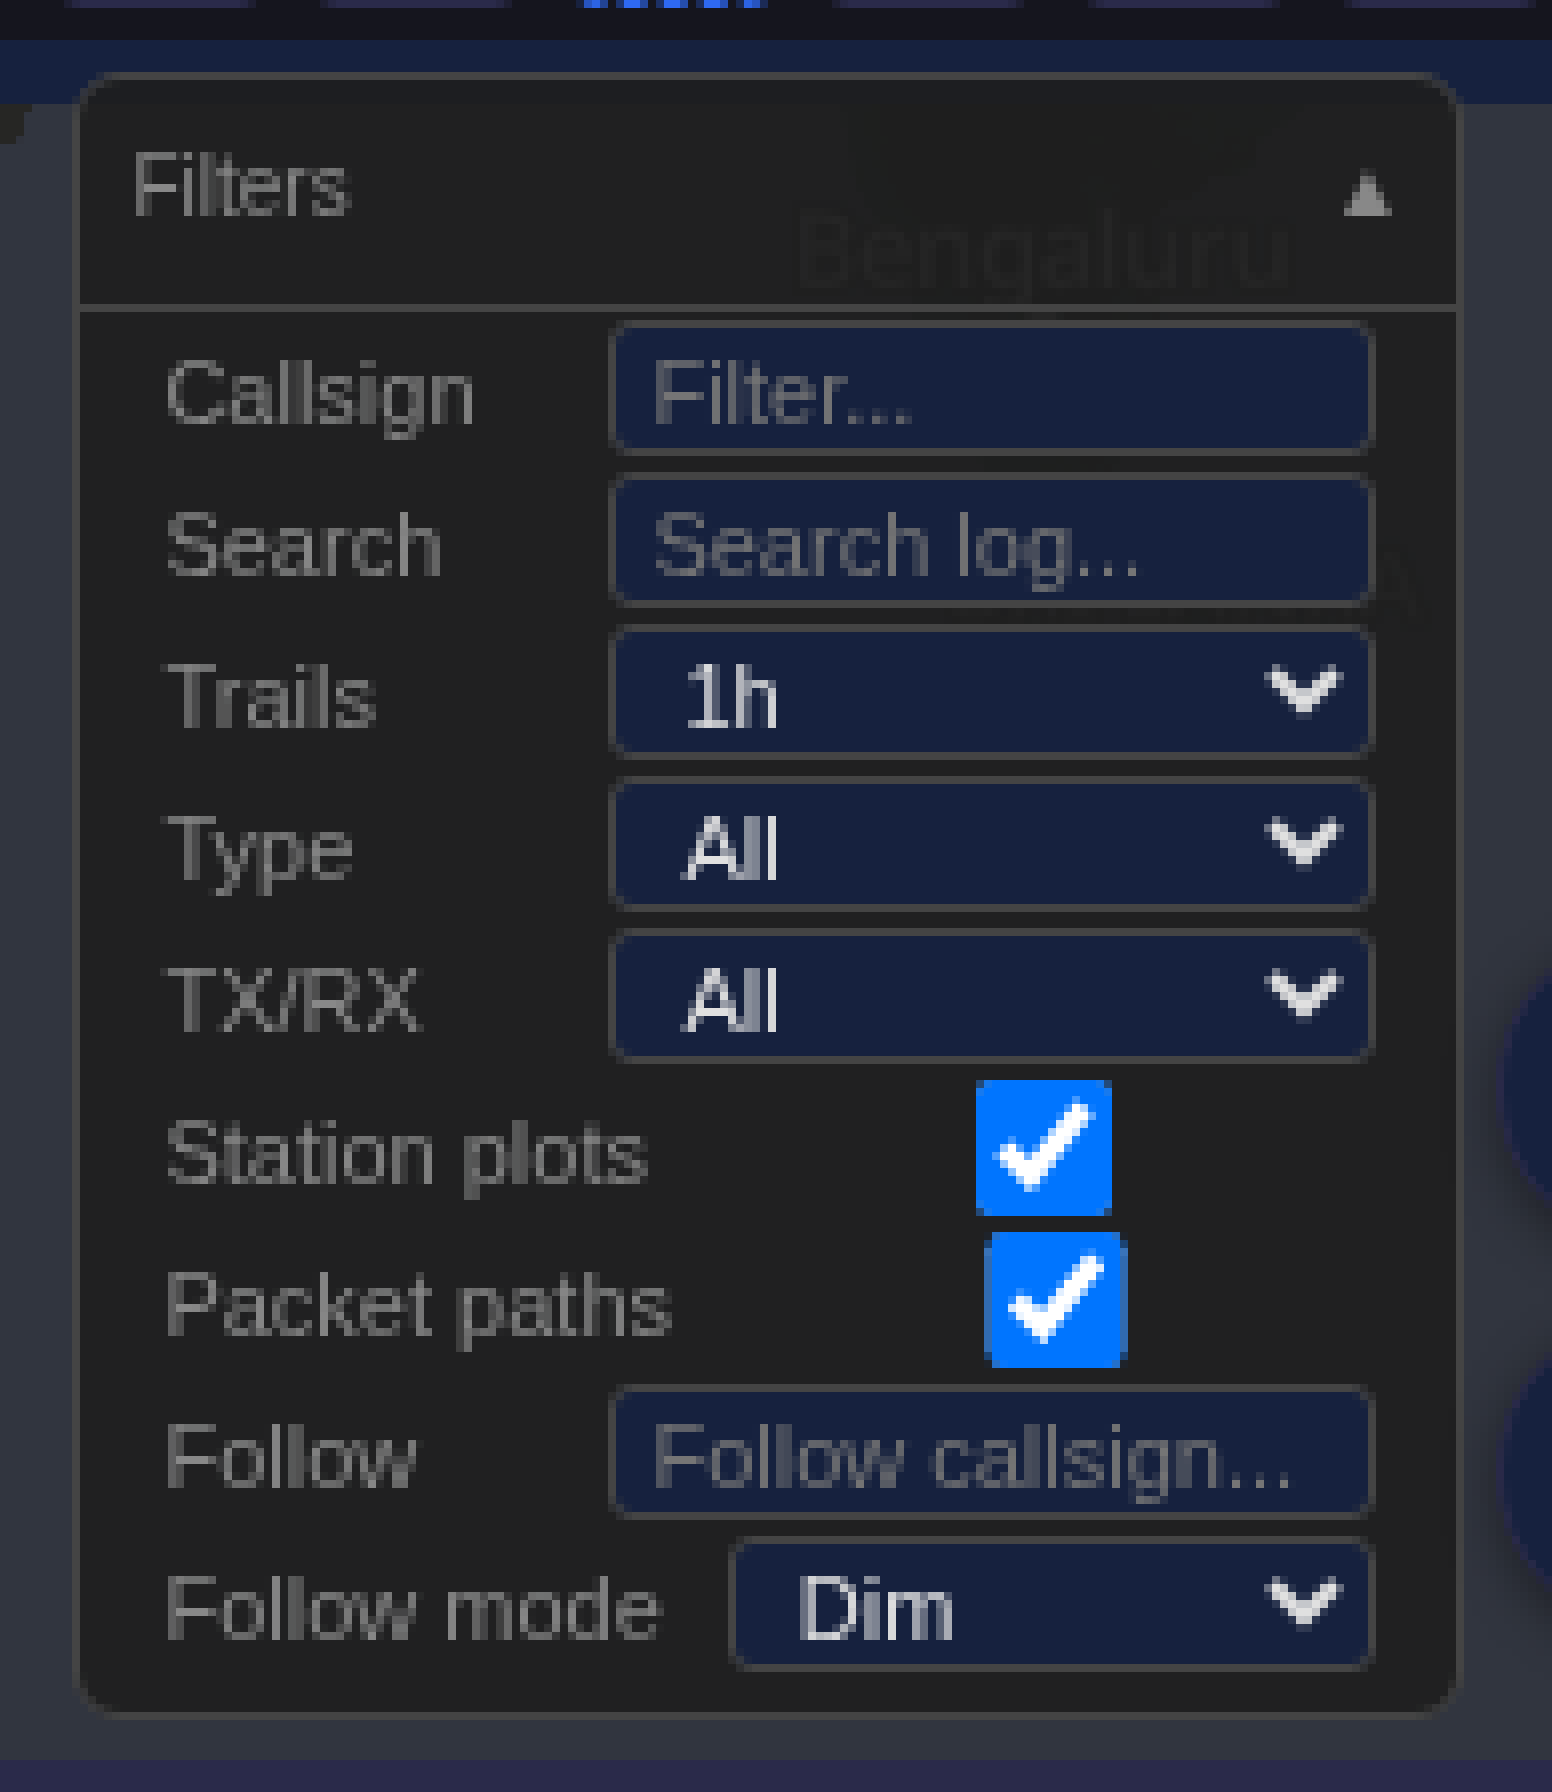 Filters ▲
Bengaluru
Callsign Filter...
Search Search log...
Trails 1h
Type All
TX/RX All
Station plots
Packet paths
Follow Follow callsign...
Follow mode Dim